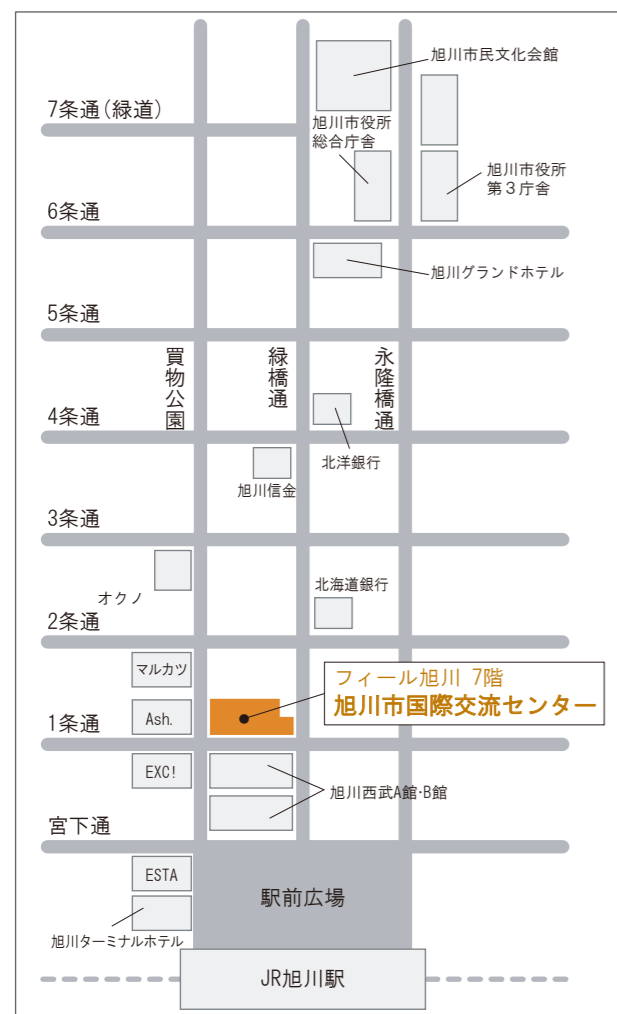 旭川市民文化会館
7条通(緑道)
旭川市役所
総合庁舎
旭川市役所
第3庁舎
6条通
旭川グランドホテル
5条通
買物公園
緑橋通
永隆橋通
4条通
北洋銀行
旭川信金
3条通
オクノ
北海道銀行
2条通
マルカツ
フィール旭川 7階
旭川市国際交流センター
1条通
Ash.
EXC!
旭川西武A館・B館
宮下通
ESTA
駅前広場
旭川ターミナルホテル
JR旭川駅